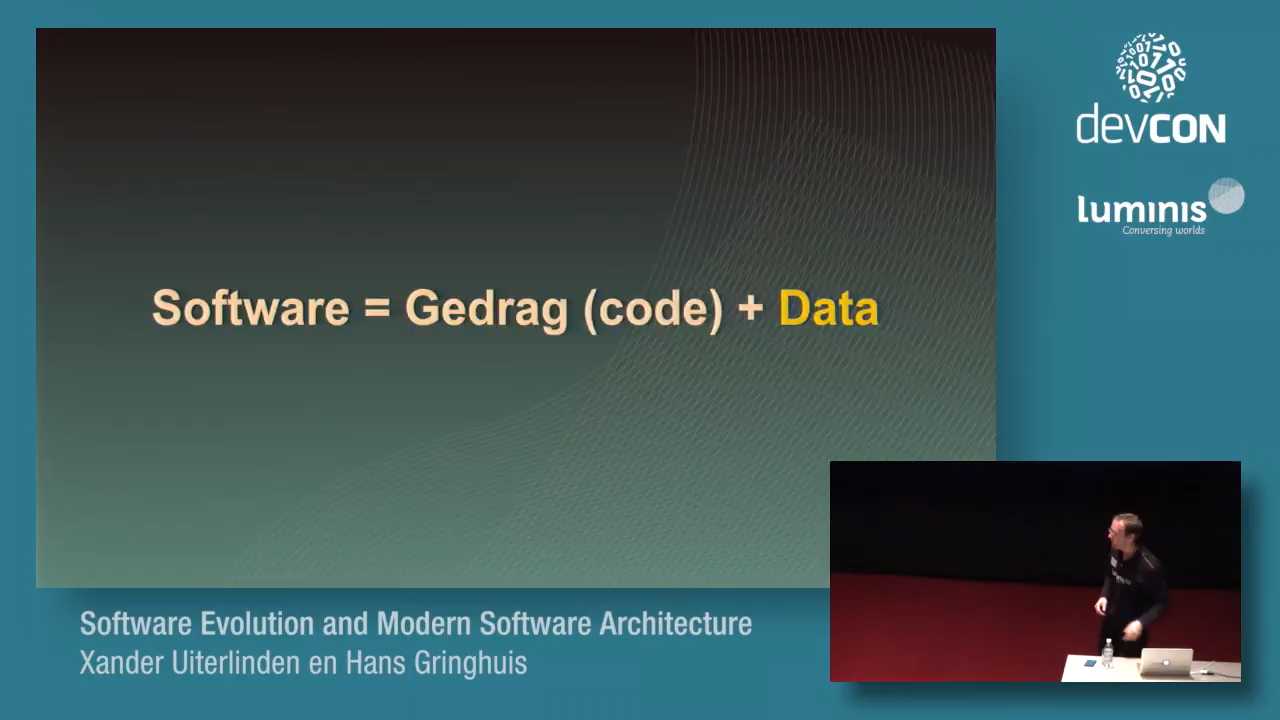 Software = Gedrag (code) + Data
devCON
luminis
Conversing worlds
Software Evolution and Modern Software Architecture
Xander Uiterlinden en Hans Gringhuis